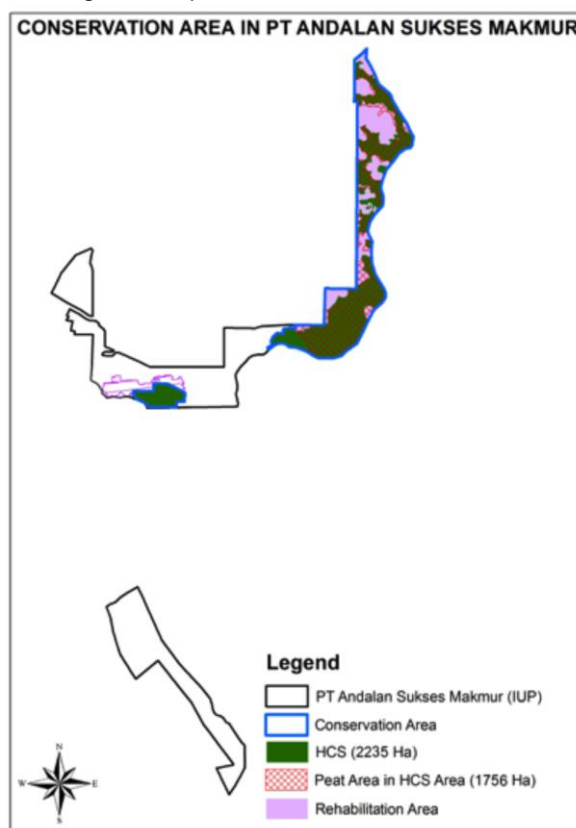 CONSERVATION AREA IN PT ANDALAN SUKSES MAKMUR
Legend
PT Andalan Sukses Makmur (IUP)
Conservation Area
HCS (2235 Ha)
Peat Area in HCS Area (1756 Ha)
Rehabilitation Area
N
W E
S